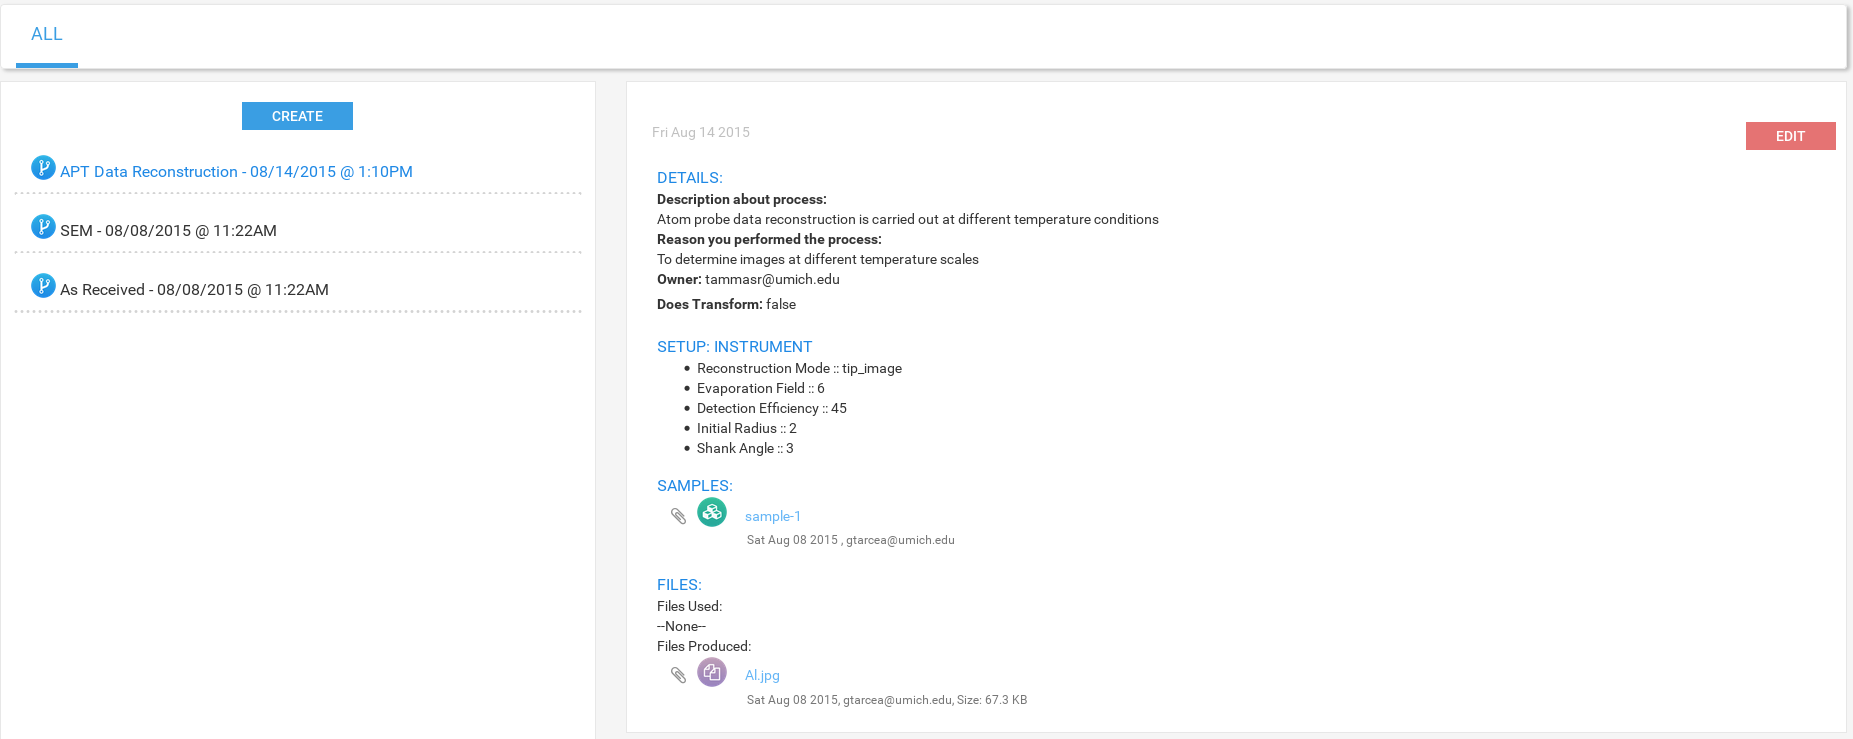 ALL
CREATE
APT Data Reconstruction - 08/14/2015 @ 1:10PM
SEM - 08/08/2015 @ 11:22AM
As Received - 08/08/2015 @ 11:22AM
Fri Aug 14 2015
EDIT
DETAILS:
Description about process:
Atom probe data reconstruction is carried out at different temperature conditions
Reason you performed the process:
To determine images at different temperature scales
Owner: tammasr@umich.edu
Does Transform: false
SETUP: INSTRUMENT
• Reconstruction Mode :: tip_image
• Evaporation Field :: 6
• Detection Efficiency :: 45
• Initial Radius :: 2
• Shank Angle :: 3
SAMPLES:
sample-1
Sat Aug 08 2015 , gtarcea@umich.edu
FILES:
Files Used:
--None--
Files Produced:
Al.jpg
Sat Aug 08 2015, gtarcea@umich.edu, Size: 67.3 KB